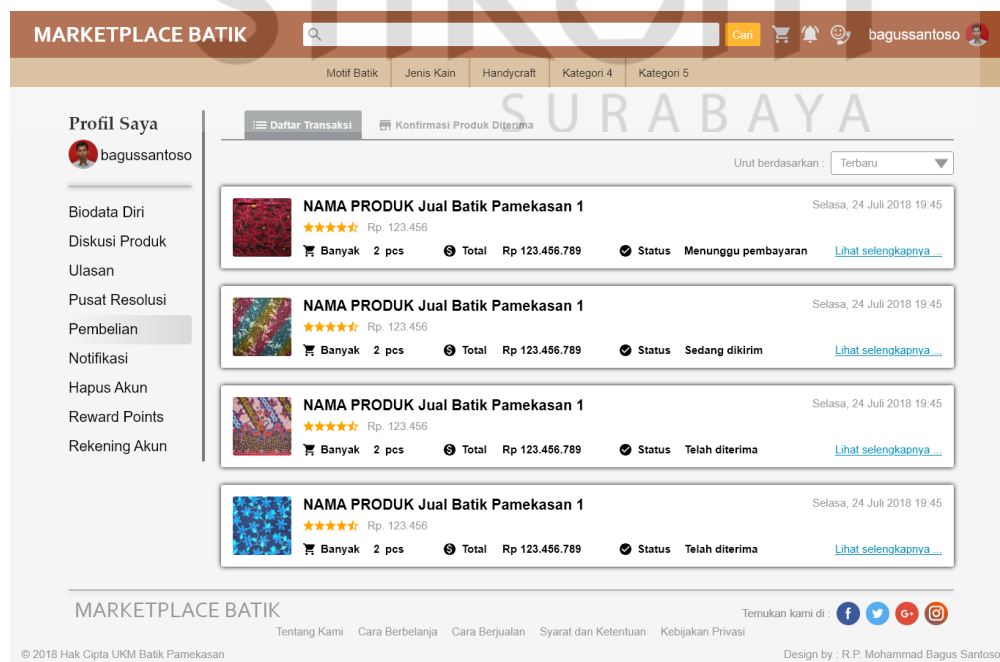 MARKETPLACE BATIK Cari bagussantoso
Motif Batik Jenis Kain Handycraft Kategori 4 Kategori 5
SURABAYA
Profil Saya
bagussantoso
Biodata Diri
Diskusi Produk
Ulasan
Pusat Resolusi
Pembelian
Notifikasi
Hapus Akun
Reward Points
Rekening Akun
Daftar Transaksi Konfirmasi Produk Diterima
Urut berdasarkan : Terbaru
NAMA PRODUK Jual Batik Pamekasan 1 Selasa, 24 Juli 2018 19:45
Rp. 123.456
Banyak 2 pcs Total Rp 123.456.789 Status Menunggu pembayaran Lihat selengkapnya ...
NAMA PRODUK Jual Batik Pamekasan 1 Selasa, 24 Juli 2018 19:45
Rp. 123.456
Banyak 2 pcs Total Rp 123.456.789 Status Sedang dikirim Lihat selengkapnya ...
NAMA PRODUK Jual Batik Pamekasan 1 Selasa, 24 Juli 2018 19:45
Rp. 123.456
Banyak 2 pcs Total Rp 123.456.789 Status Telah diterima Lihat selengkapnya ...
NAMA PRODUK Jual Batik Pamekasan 1 Selasa, 24 Juli 2018 19:45
Rp. 123.456
Banyak 2 pcs Total Rp 123.456.789 Status Telah diterima Lihat selengkapnya ...
MARKETPLACE BATIK Temukan kami di :
Tentang Kami Cara Berbelanja Cara Berjualan Syarat dan Ketentuan Kebijakan Privasi
© 2018 Hak Cipta UKM Batik Pamekasan Design by : R.P. Mohammad Bagus Santoso